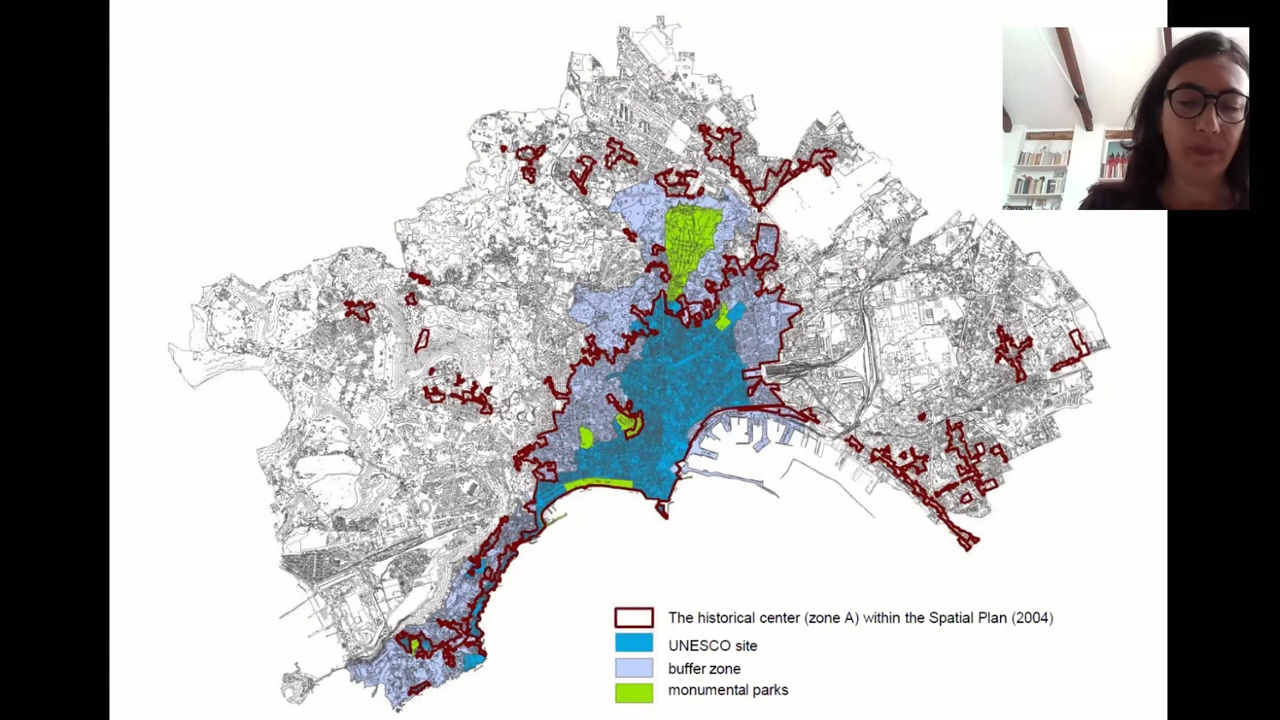 The historical center (zone A) within the Spatial Plan (2004)
UNESCO site
buffer zone
monumental parks